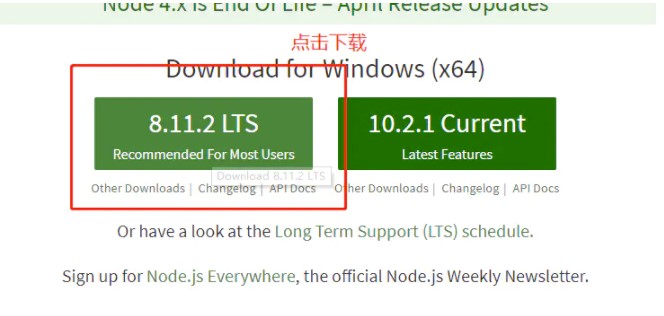 Node 4.x is End Of Life – April Release Updates
点击下载
Download for Windows (x64)
8.11.2 LTS
Recommended For Most Users
10.2.1 Current
Latest Features
Download 8.11.2 LTS
Other Downloads | Changelog | API Docs
Other Downloads | Changelog | API Docs
Or have a look at the Long Term Support (LTS) schedule.
Sign up for Node.js Everywhere, the official Node.js Weekly Newsletter.